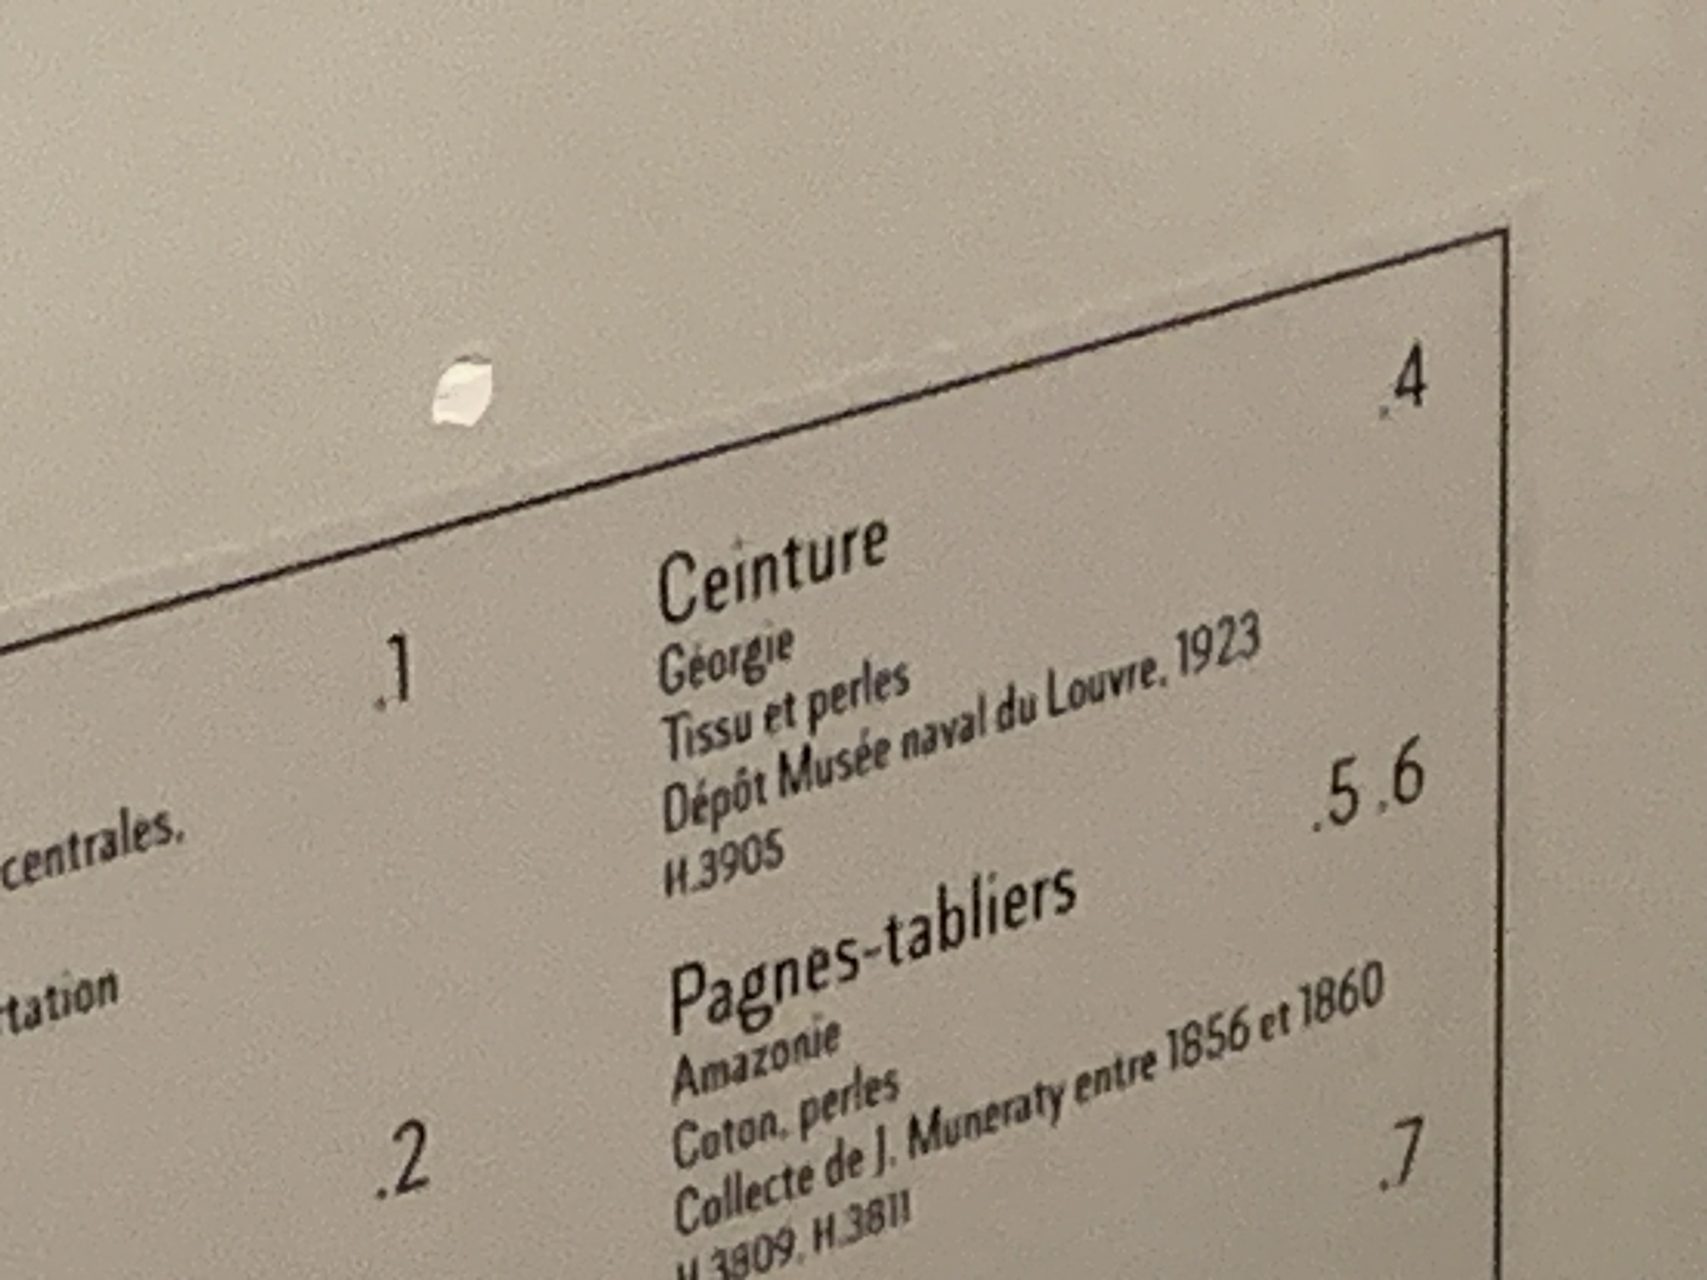 .1
centrales,
tation
.2
.4
Ceinture
Géorgie
Tissu et perles
Dépôt Musée naval du Louvre, 1923
H.3905
.5 .6
Pagnes-tabliers
Amazonie
Coton, perles
Collecte de J. Muneraty entre 1856 et 1860
H.3809, H.3811
.7